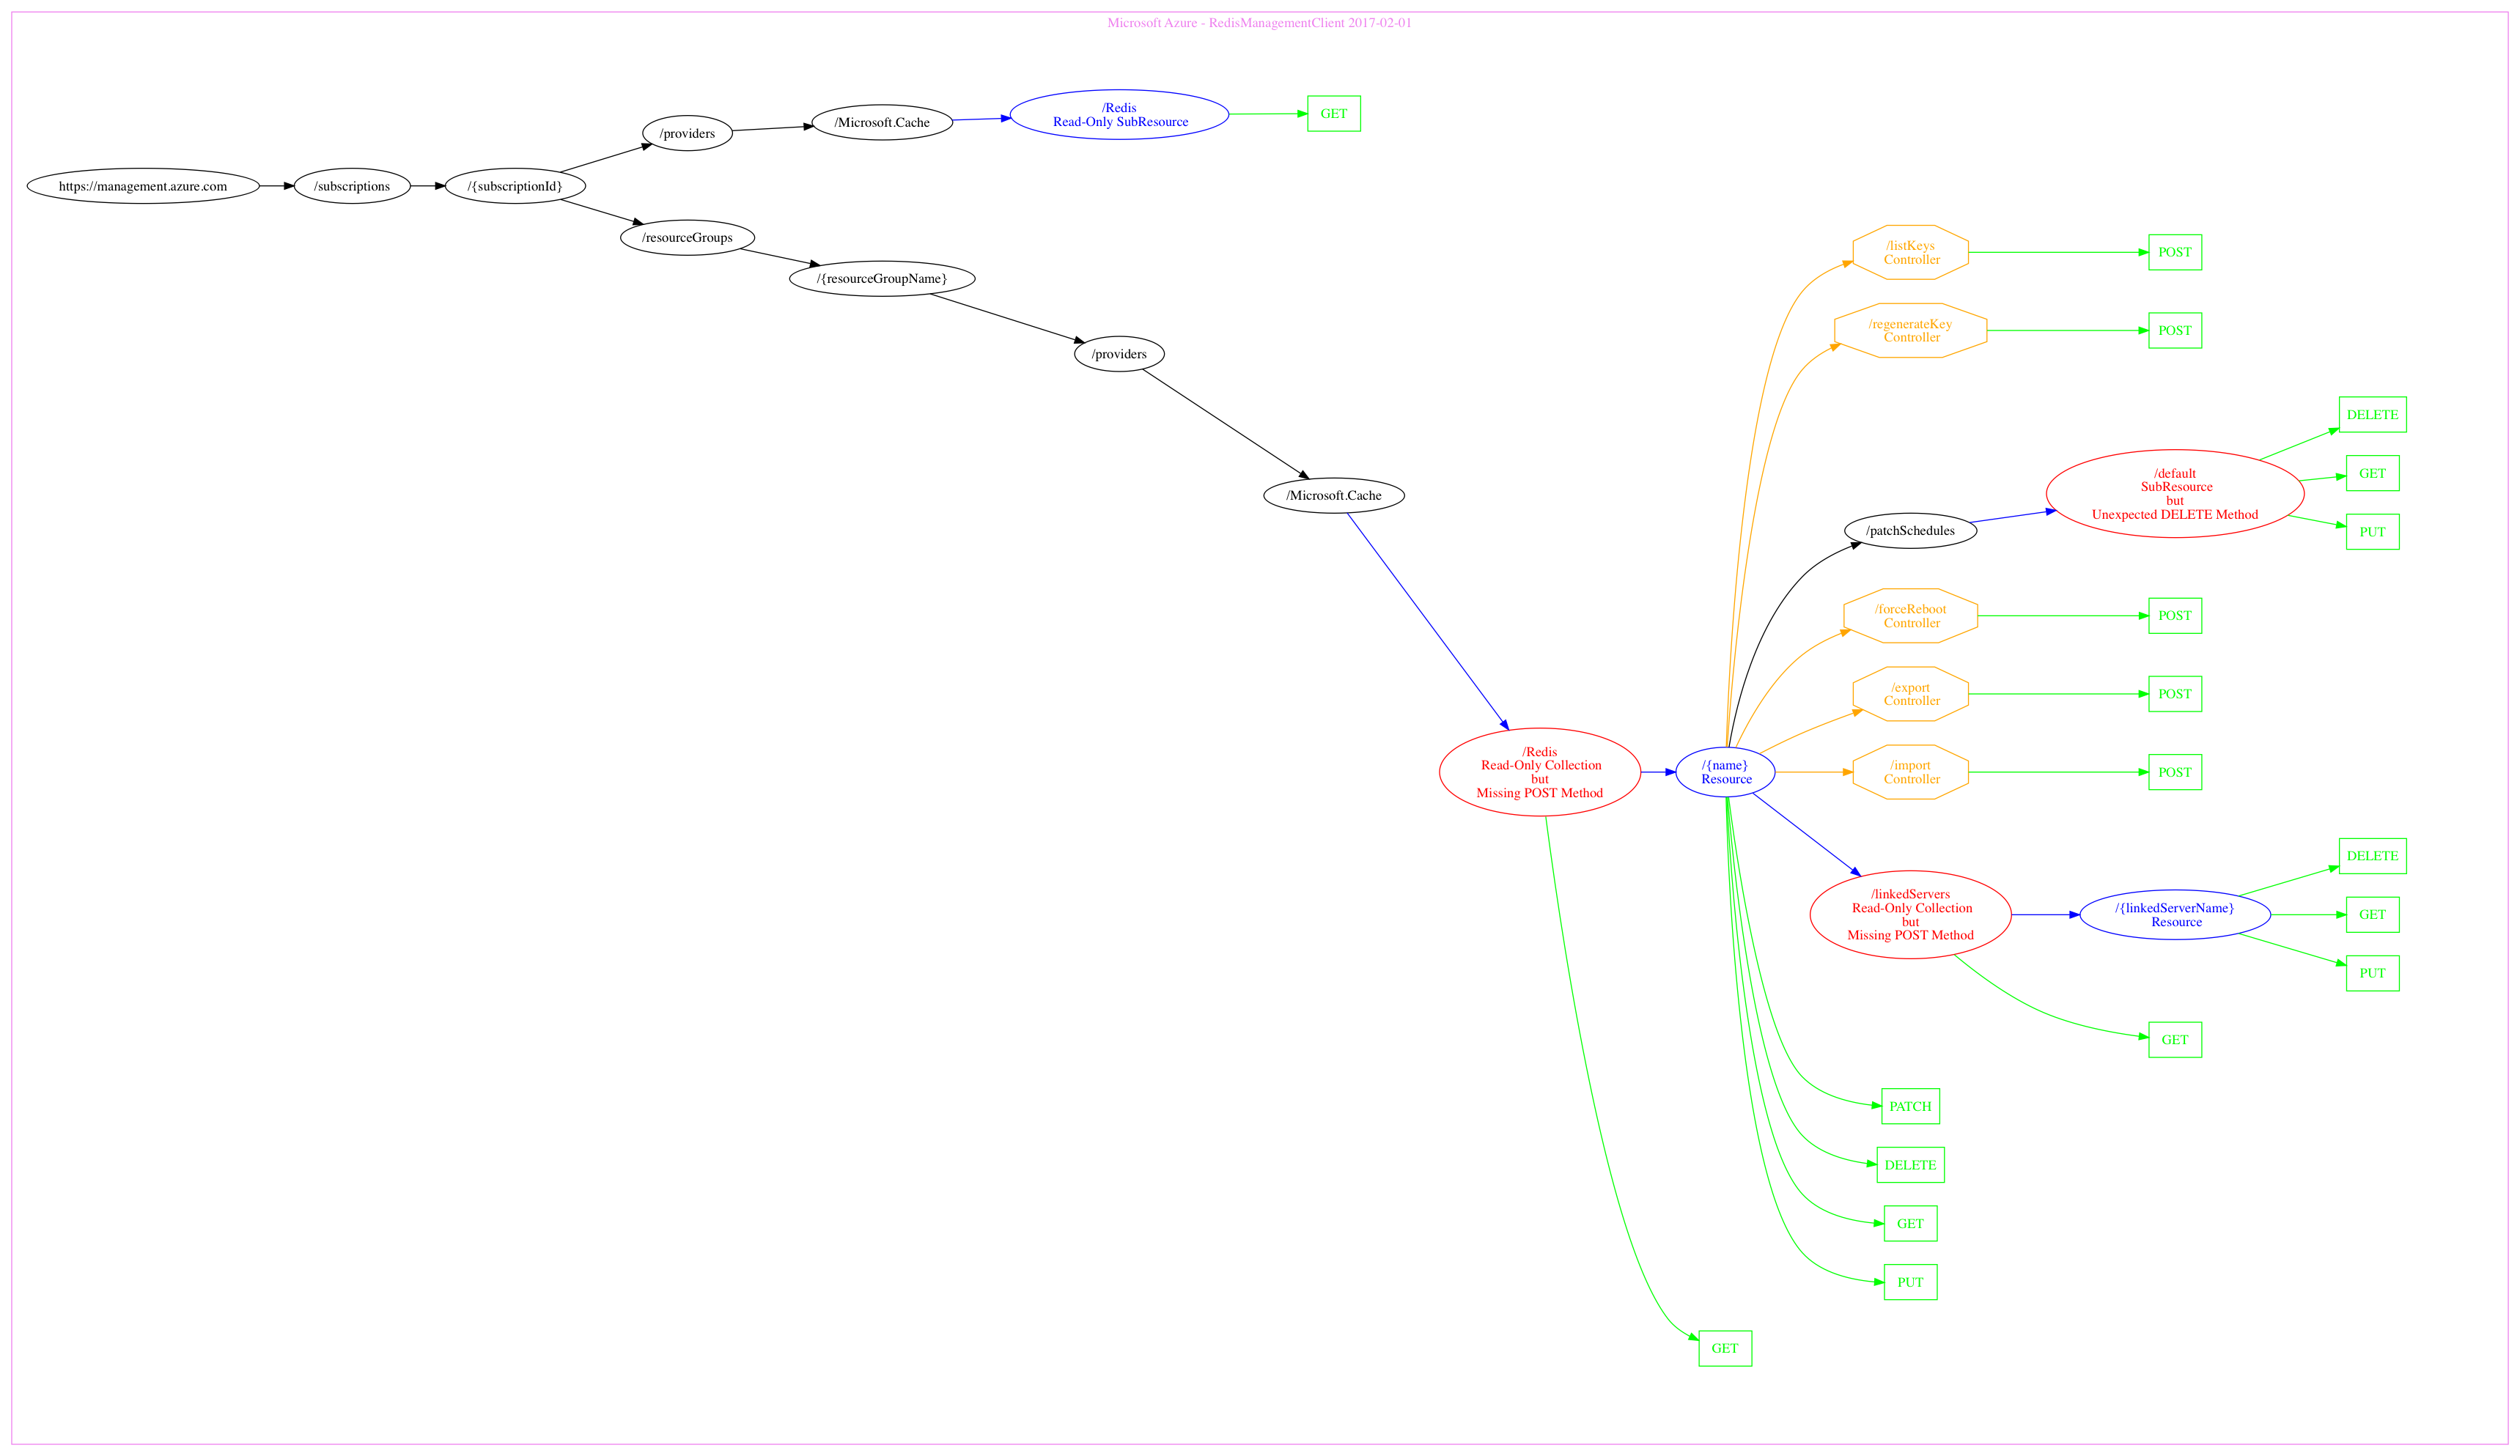 Microsoft Azure - RedisManagementClient 2017-02-01
https://management.azure.com
/subscriptions
/{subscriptionId}
/providers
/Microsoft.Cache
/Redis
Read-Only SubResource
GET
/resourceGroups
/{resourceGroupName}
/providers
/Microsoft.Cache
/Redis
Read-Only Collection
but
Missing POST Method
/{name}
Resource
/listKeys
Controller
POST
/regenerateKey
Controller
POST
/patchSchedules
/default
SubResource
but
Unexpected DELETE Method
DELETE
GET
PUT
/forceReboot
Controller
POST
/export
Controller
POST
/import
Controller
POST
/linkedServers
Read-Only Collection
but
Missing POST Method
/{linkedServerName}
Resource
DELETE
GET
PUT
GET
PATCH
DELETE
GET
PUT
GET